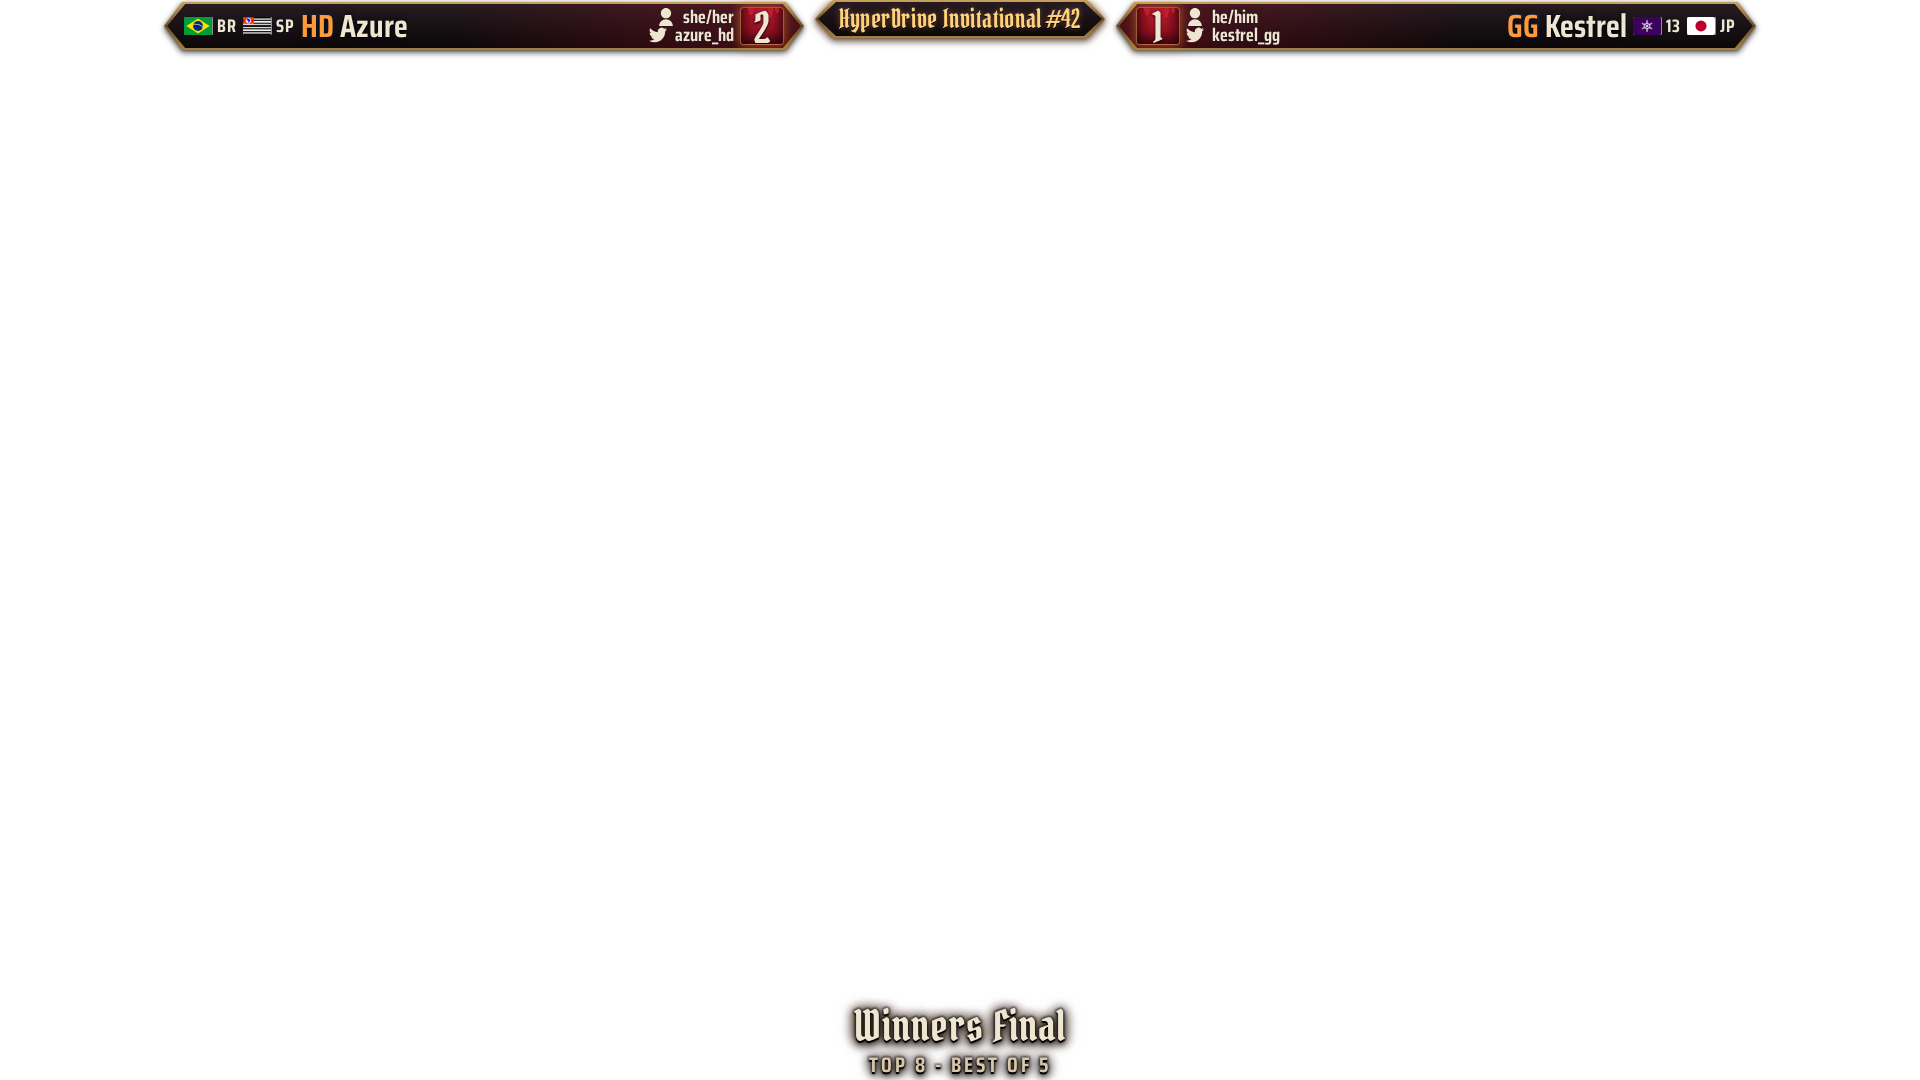 BR SP HD Azure
she/her
azure_hd
2
HyperDrive Invitational #42
1
he/him
kestrel_gg
GG Kestrel 13 JP
Winners Final
TOP 8 - BEST OF 5